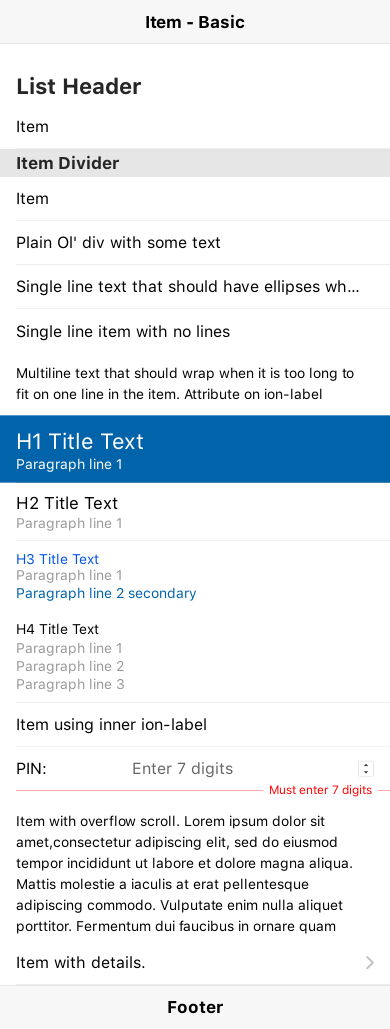 Item - Basic
List Header
Item
Item Divider
Item
Plain Ol' div with some text
Single line text that should have ellipses wh...
Single line item with no lines
Multiline text that should wrap when it is too long to
fit on one line in the item. Attribute on ion-label
H1 Title Text
Paragraph line 1
H2 Title Text
Paragraph line 1
H3 Title Text
Paragraph line 1
Paragraph line 2 secondary
H4 Title Text
Paragraph line 1
Paragraph line 2
Paragraph line 3
Item using inner ion-label
PIN: Enter 7 digits
Must enter 7 digits
Item with overflow scroll. Lorem ipsum dolor sit
amet,consectetur adipiscing elit, sed do eiusmod
tempor incididunt ut labore et dolore magna aliqua.
Mattis molestie a iaculis at erat pellentesque
adipiscing commodo. Vulputate enim nulla aliquet
porttitor. Fermentum dui faucibus in ornare quam
Item with details.
Footer